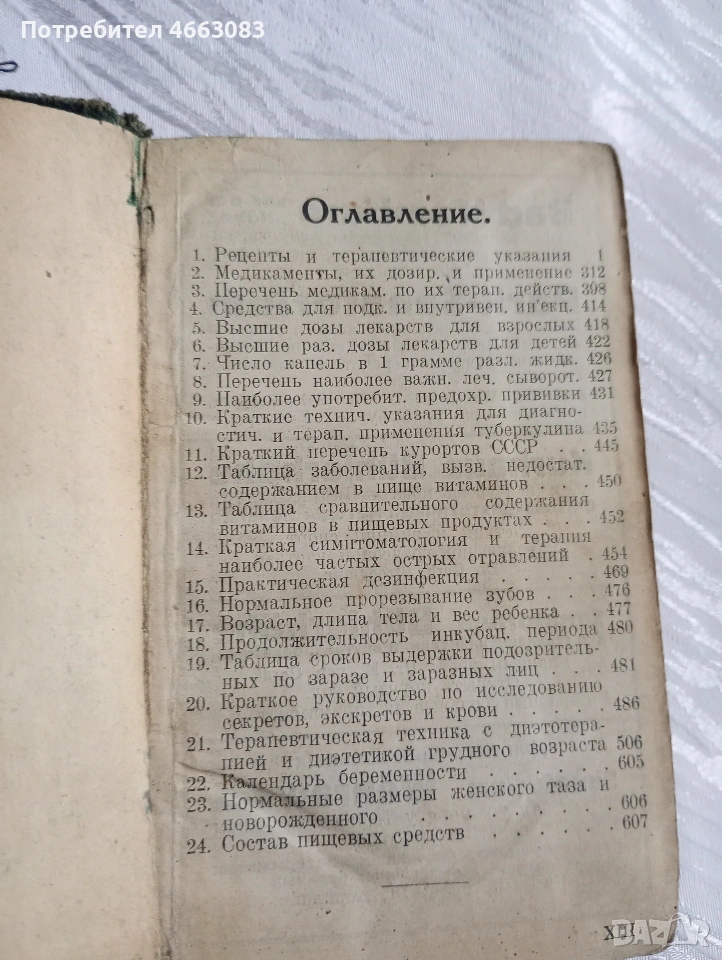 Потребител 4663083
Оглавление.
1. Рецепты и терапевтические указания 1
2. Медикаменты, их дозир. и применение 312
3. Перечень медикам. по их терап. действ. 398
4. Средства для подк. и внутривен. ин'екц. 414
5. Высшие дозы лекарств для взрослых 418
6. Высшие раз. дозы лекарств для детей 422
7. Число капель в 1 грамме разл. жидк. 426
8. Перечень наиболее важн. леч. сыворот. 427
9. Наиболее употребит. предохр. прививки 431
10. Краткие технич. указания для диагно-
стич. и терап. применения туберкулина 435
11. Краткий перечень курортов СССР . . 445
12. Таблица заболеваний, вызв. недостат.
содержанием в пище витаминов . . . 450
13. Таблица сравнительного содержания
витаминов в пищевых продуктах . . . 452
14. Краткая симптоматология и терапия
наиболее частых острых отравлений . 454
15. Практическая дезинфекция . . . . . 469
16. Нормальное прорезывание зубов . . . 476
17. Возраст, длина тела и вес ребенка . . 477
18. Продолжительность инкубац. периода 480
19. Таблица сроков выдержки подозритель-
ных по заразе и заразных лиц . . . 481
20. Краткое руководство по исследованию
секретов, экскретов и крови . . . . . 486
21. Терапевтическая техника с диэтотера-
пией и диэтетикой грудного возраста 506
22. Календарь беременности . . . . . . 605
23. Нормальные размеры женского таза и
новорожденного . . . . . . . . 606
24. Состав пищевых средств . . . . . . 607
XIII
BAZAR